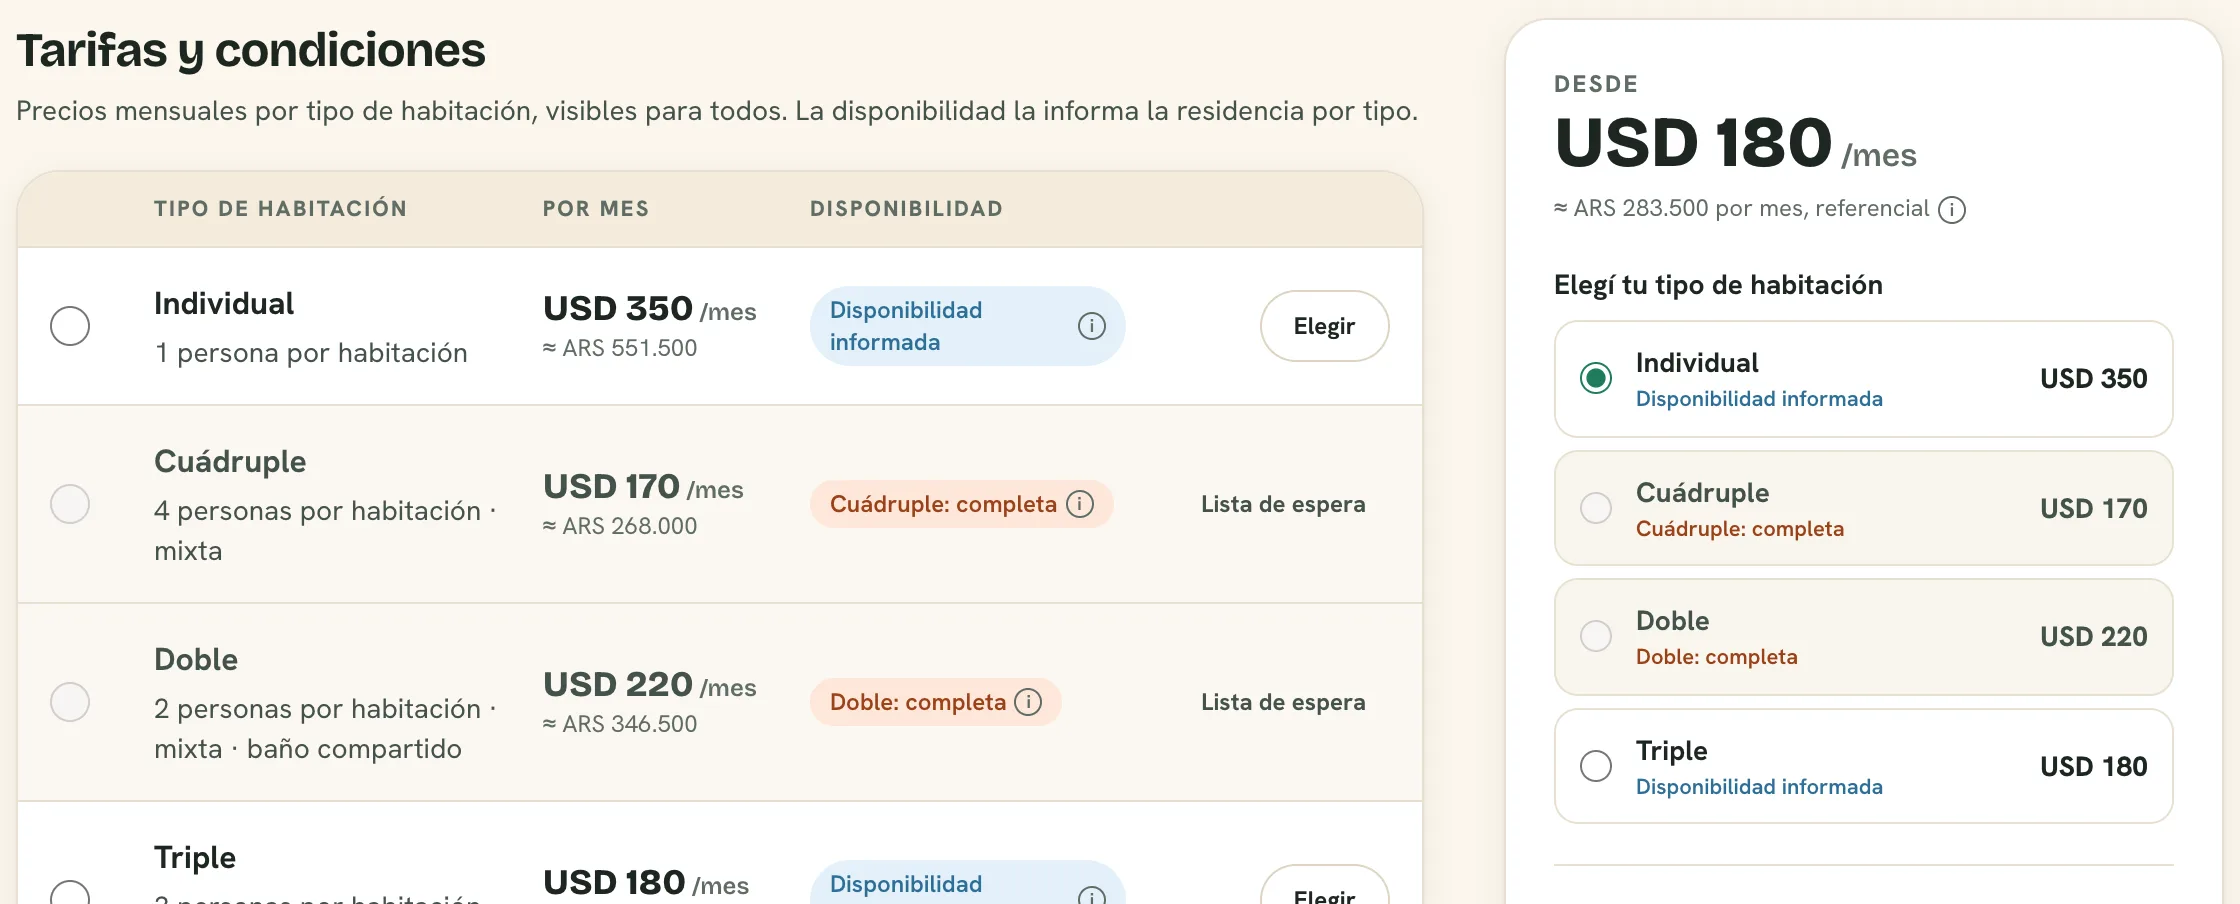 Tarifas y condiciones
Precios mensuales por tipo de habitación, visibles para todos. La disponibilidad la informa la residencia por tipo.
TIPO DE HABITACIÓN
POR MES
DISPONIBILIDAD
Individual
1 persona por habitación
USD 350 /mes
≈ ARS 551.500
Disponibilidad
informada
Elegir
Cuádruple
4 personas por habitación ·
mixta
USD 170 /mes
≈ ARS 268.000
Cuádruple: completa
Lista de espera
Doble
2 personas por habitación ·
mixta · baño compartido
USD 220 /mes
≈ ARS 346.500
Doble: completa
Lista de espera
Triple
USD 180 /mes
Disponibilidad
Elegir
DESDE
USD 180 /mes
≈ ARS 283.500 por mes, referencial
Elegí tu tipo de habitación
Individual
Disponibilidad informada
USD 350
Cuádruple
Cuádruple: completa
USD 170
Doble
Doble: completa
USD 220
Triple
Disponibilidad informada
USD 180